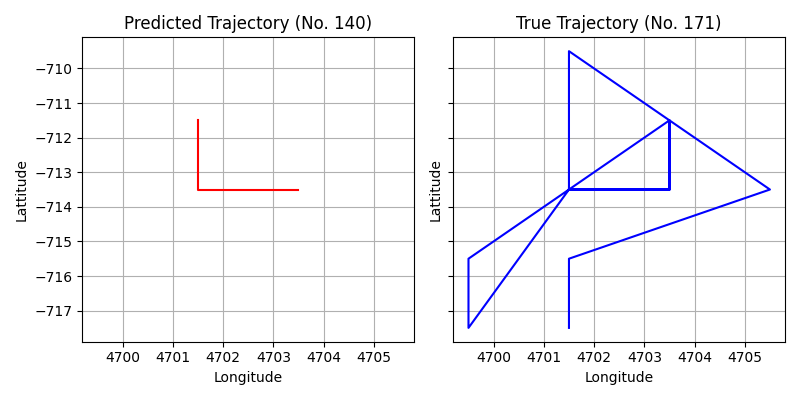 Predicted Trajectory (No. 140)
True Trajectory (No. 171)
−710
−711
−712
−713
−714
−715
−716
−717
Lattitude
Lattitude
4700 4701 4702 4703 4704 4705
4700 4701 4702 4703 4704 4705
Longitude
Longitude